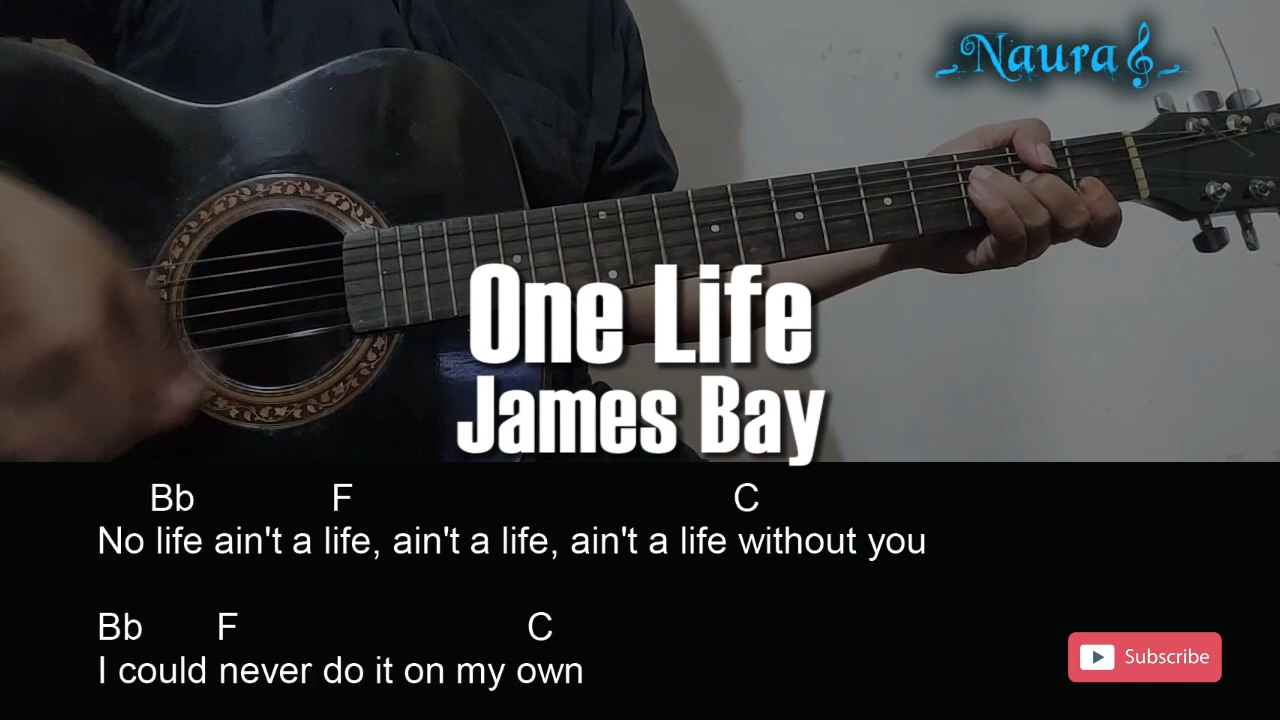 Naura
One Life
James Bay
Bb F C
No life ain't a life, ain't a life, ain't a life without you
Bb F C
I could never do it on my own
Subscribe